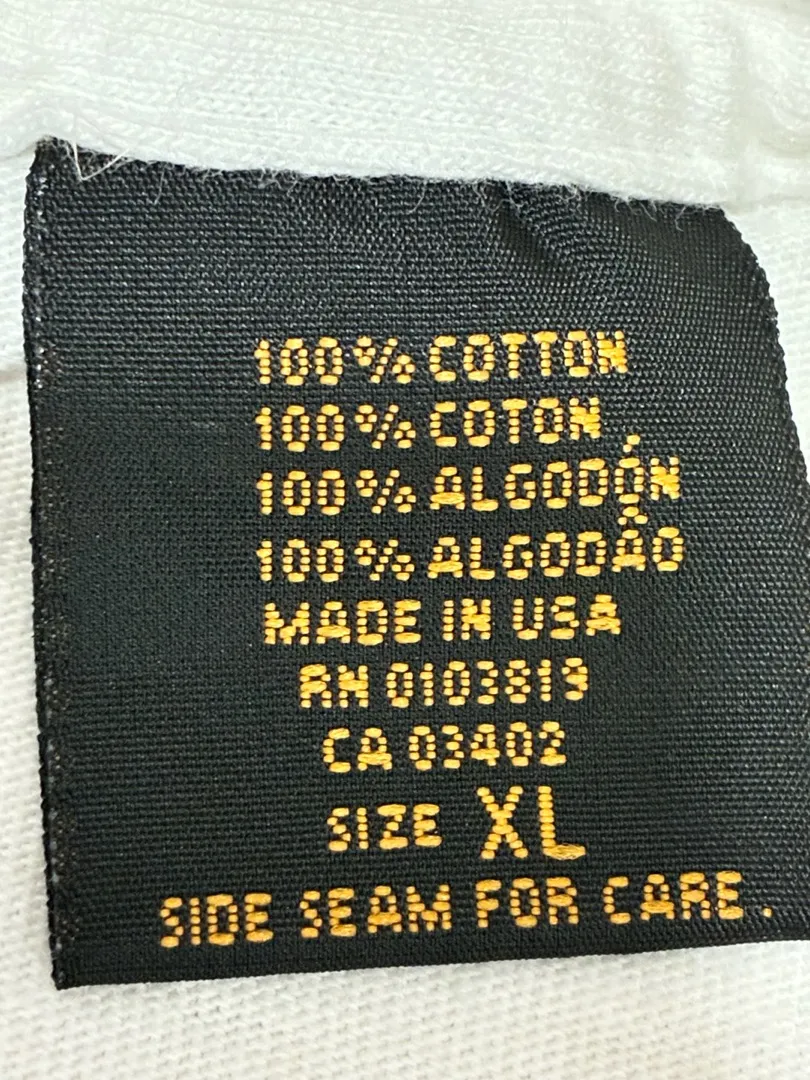 100% COTTON
100% COTON
100% ALGODÓN
100% ALGODÃO
MADE IN USA
RN 0103819
CA 03402
SIZE XL
SIDE SEAM FOR CARE.